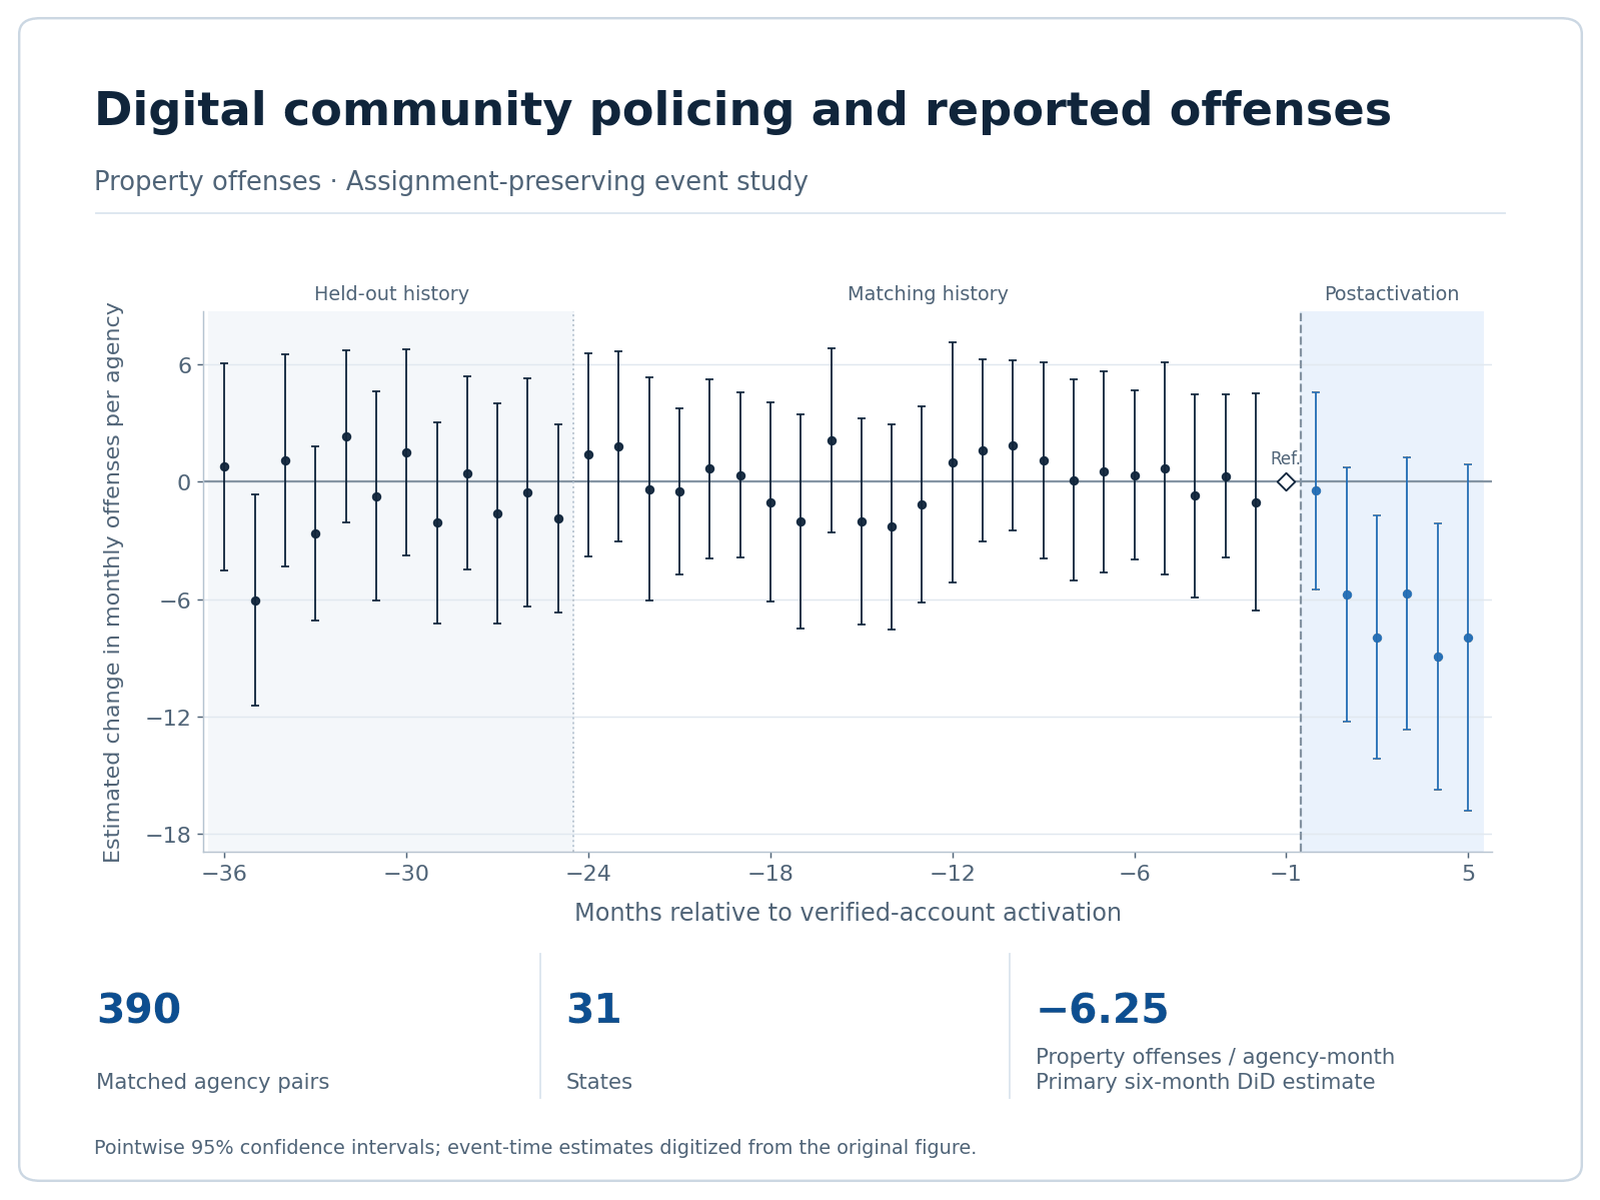 Digital community policing and reported offenses
Property offenses · Assignment-preserving event study
Held-out history
Matching history
Postactivation
Estimated change in monthly offenses per agency
6
0
−6
−12
−18
Ref.
−36
−30
−24
−18
−12
−6
−1
5
Months relative to verified-account activation
390
Matched agency pairs
31
States
−6.25
Property offenses / agency-month
Primary six-month DiD estimate
Pointwise 95% confidence intervals; event-time estimates digitized from the original figure.